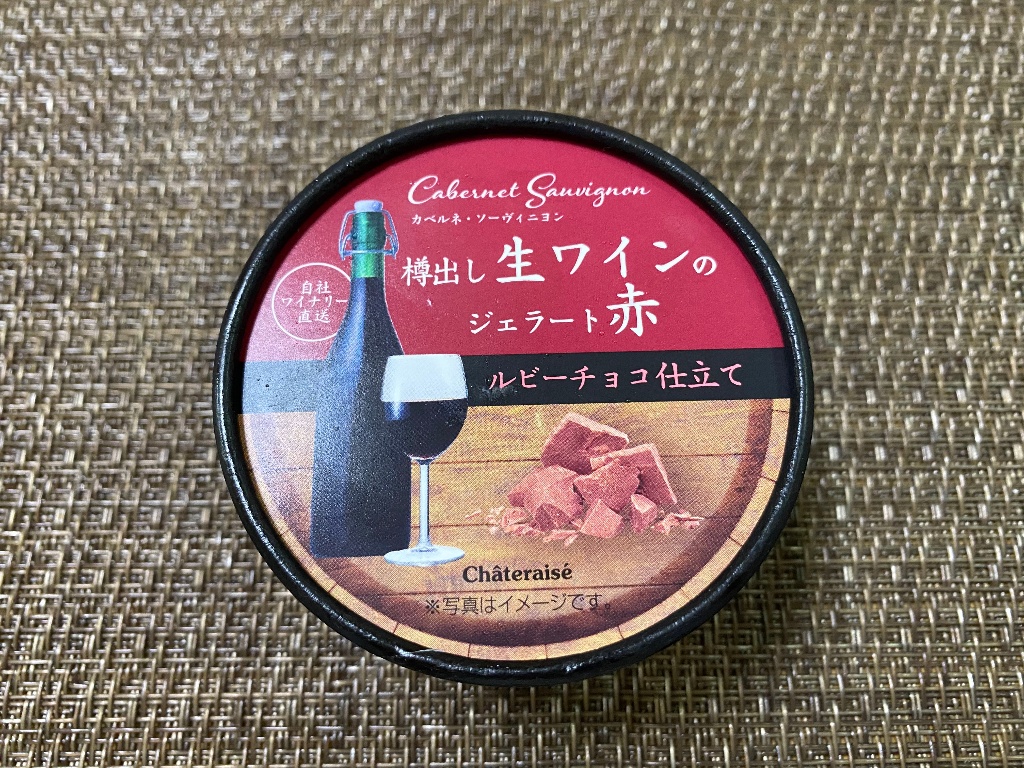 Cabernet Sauvignon
カベルネ・ソーヴィニヨン
樽出し生ワインの
ジェラート赤
自社
ワイナリー
直送
ルビーチョコ仕立て
Châteraisé
※写真はイメージです。